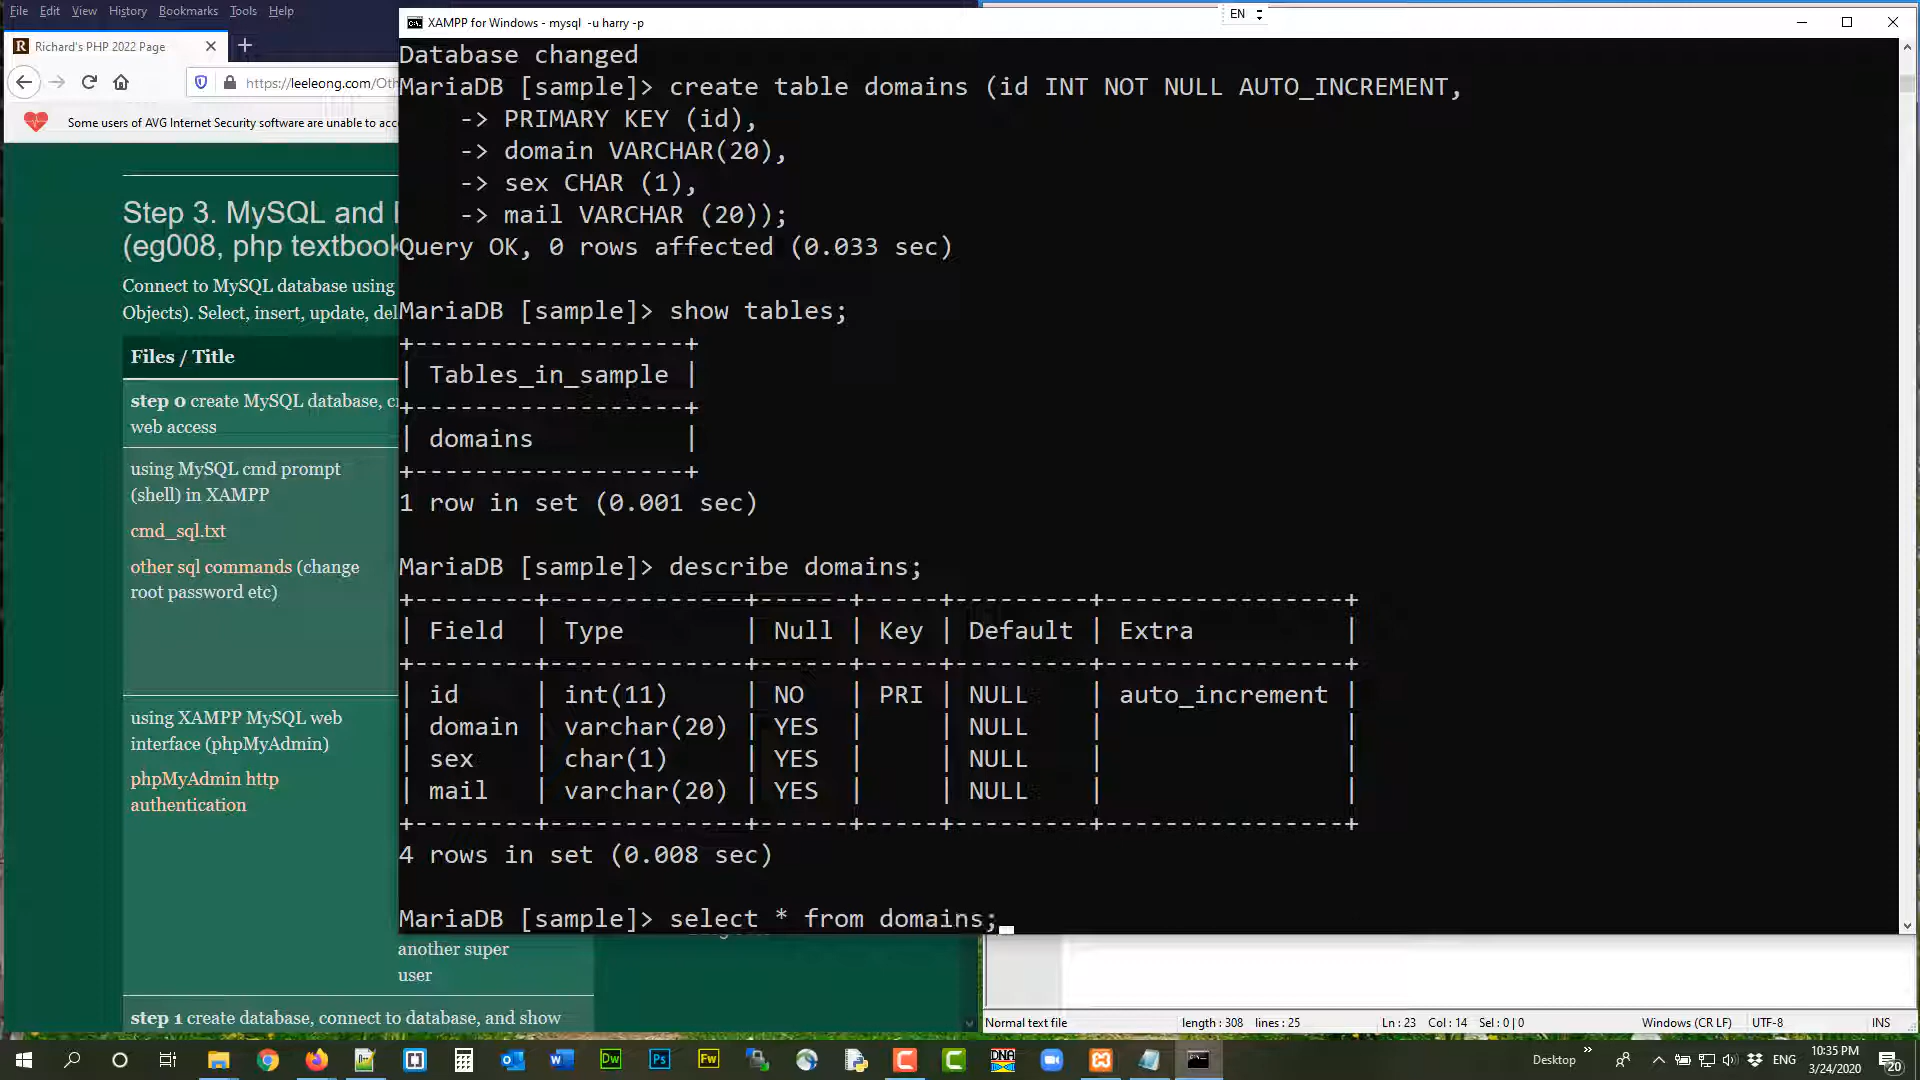 File Edit View History Bookmarks Tools Help
XAMPP for Windows - mysql -u harry -p
EN
Richard's PHP 2022 Page
https://leeleong.com/Oth
Some users of AVG Internet Security software are unable to acce
Step 3. MySQL and
(eg008, php textbook
Connect to MySQL database using
Objects). Select, insert, update, del
Files / Title
step 0 create MySQL database, cr
web access
using MySQL cmd prompt
(shell) in XAMPP
cmd_sql.txt
other sql commands (change
root password etc)
using XAMPP MySQL web
interface (phpMyAdmin)
phpMyAdmin http
authentication
another super
user
step 1 create database, connect to database, and show
Database changed
MariaDB [sample]> create table domains (id INT NOT NULL AUTO_INCREMENT,
-> PRIMARY KEY (id),
-> domain VARCHAR(20),
-> sex CHAR (1),
-> mail VARCHAR (20));
Query OK, 0 rows affected (0.033 sec)
MariaDB [sample]> show tables;
+------------------+
| Tables_in_sample |
+------------------+
| domains |
+------------------+
1 row in set (0.001 sec)
MariaDB [sample]> describe domains;
+--------+-------------+------+-----+---------+----------------+
| Field | Type | Null | Key | Default | Extra |
+--------+-------------+------+-----+---------+----------------+
| id | int(11) | NO | PRI | NULL | auto_increment |
| domain | varchar(20) | YES | | NULL | |
| sex | char(1) | YES | | NULL | |
| mail | varchar(20) | YES | | NULL | |
+--------+-------------+------+-----+---------+----------------+
4 rows in set (0.008 sec)
MariaDB [sample]> select * from domains;
Normal text file length : 308 lines : 25 Ln : 23 Col : 14 Sel : 0 | 0 Windows (CR LF) UTF-8 INS
Desktop ENG 10:35 PM
3/24/2020
20